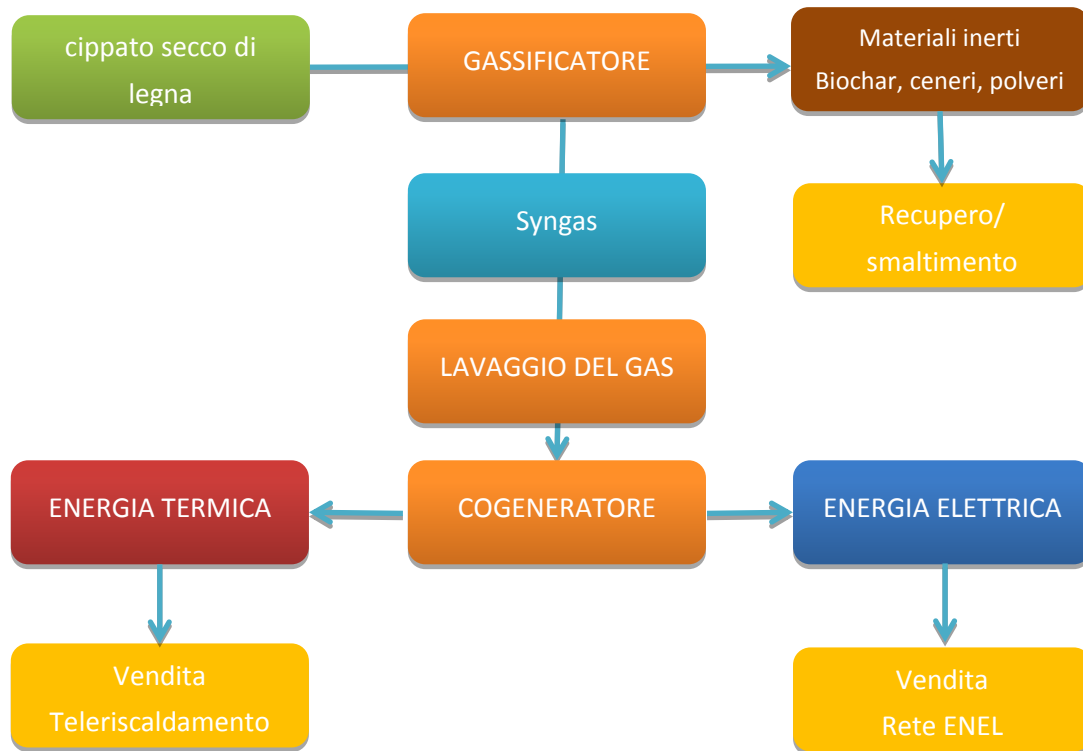 cippato secco di
legna
GASSIFICATORE
Materiali inerti
Biochar, ceneri, polveri
Syngas
Recupero/
smaltimento
LAVAGGIO DEL GAS
ENERGIA TERMICA
COGENERATORE
ENERGIA ELETTRICA
Vendita
Teleriscaldamento
Vendita
Rete ENEL